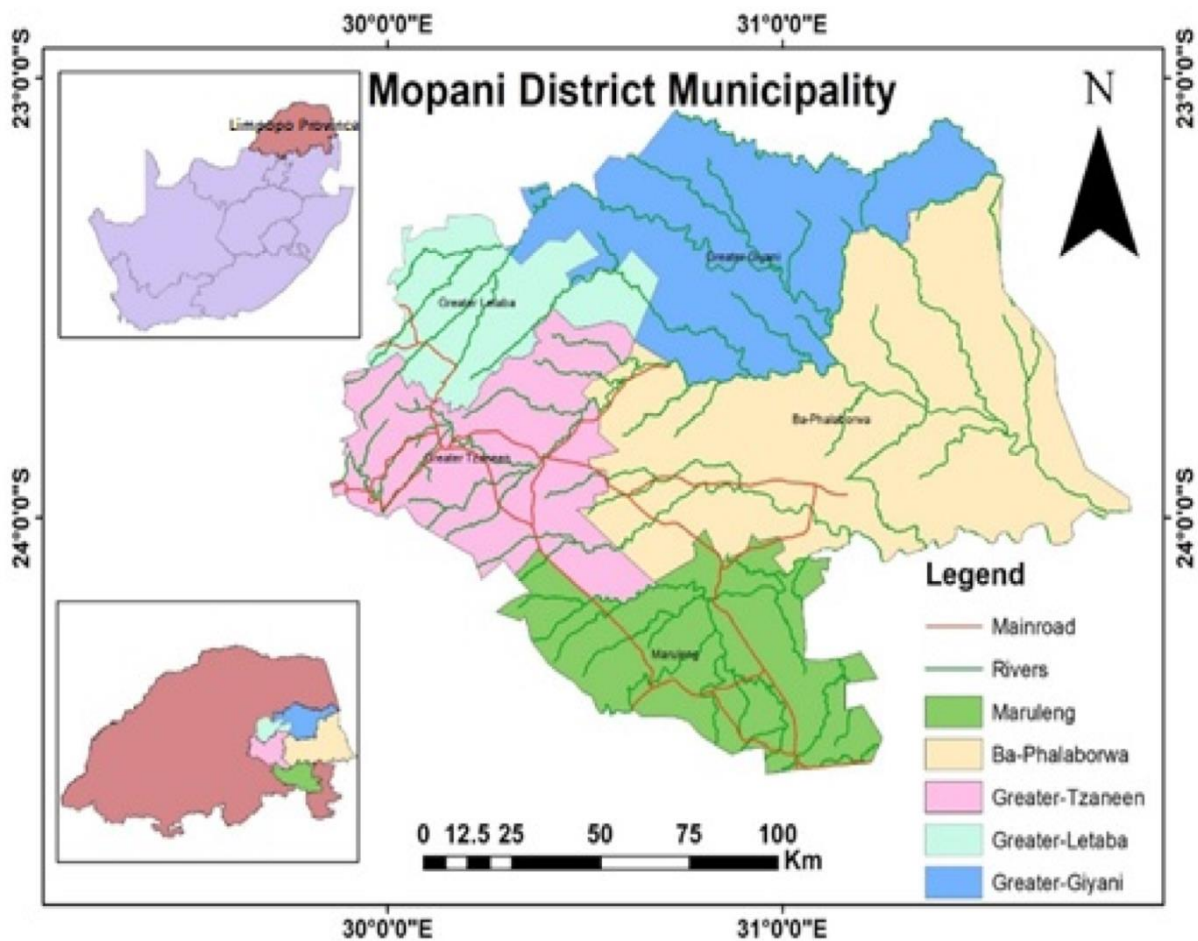 30°0'0"E 31°0'0"E
23°0'0"S 23°0'0"S
Mopani District Municipality
N
Limpopo Province
Greater-Giyani
Greater Letaba
Ba-Phalaborwa
Greater Tzaneen
24°0'0"S 24°0'0"S
Maruleng
Legend
Mainroad
Rivers
Maruleng
Ba-Phalaborwa
Greater-Tzaneen
Greater-Letaba
Greater-Giyani
0 12.5 25 50 75 100
Km
30°0'0"E 31°0'0"E